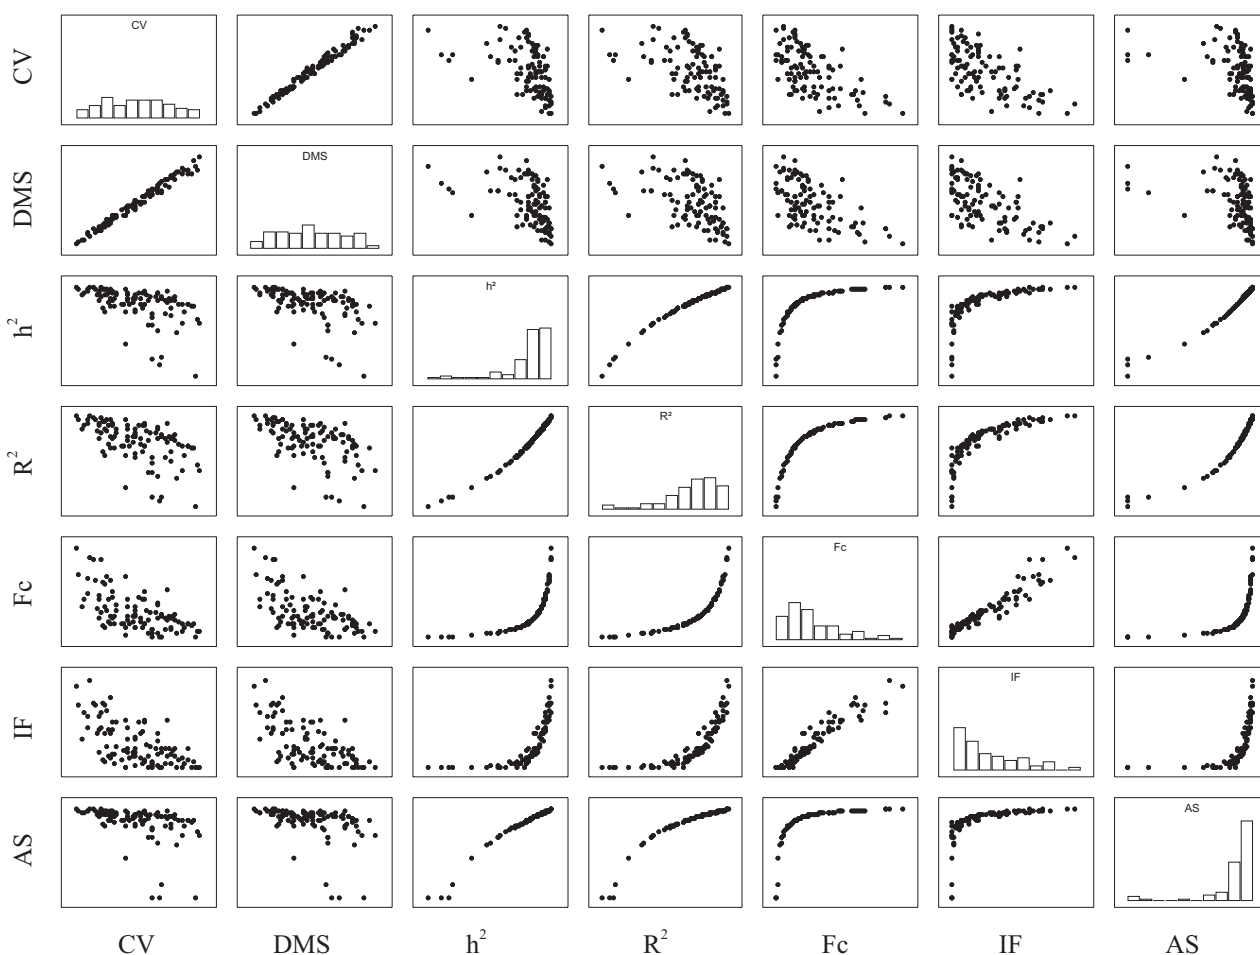 CV
CV
DMS
DMS
h²
h²
R²
R²
Fc
Fc
IF
IF
AS
AS
CV DMS h² R² Fc IF AS